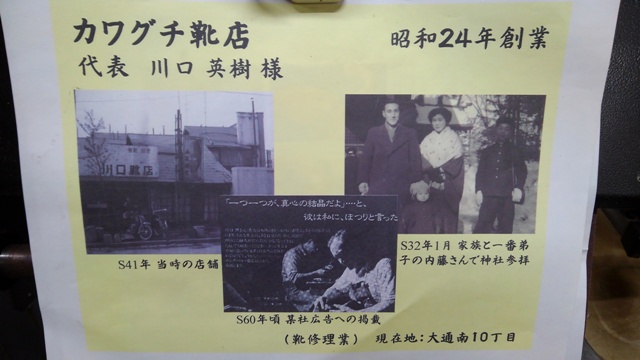 カワグチ靴店
昭和24年創業
代表 川口 英樹 様
川口靴店
「一つ一つが、真心の結晶だよ」‥‥と、
彼は私に、ぽつりと言った
S41年 当時の店舗
S32年1月 家族と一番弟
子の内藤さんで神社参拝
S60年頃 某社広告への掲載
(靴修理業) 現在地:大通南10丁目